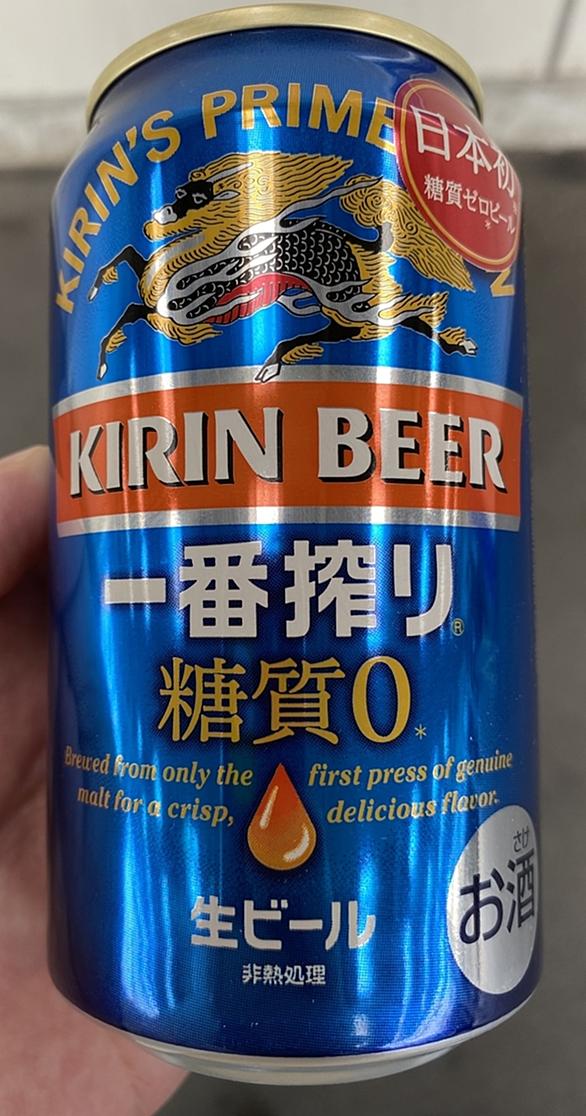 KIRIN'S PRIME
日本初
糖質ゼロビール
*
KIRIN BEER
一番搾り®
糖質0*
Brewed from only the first press of genuine
malt for a crisp, delicious flavor.
さけ
お酒
生ビール
非熱処理